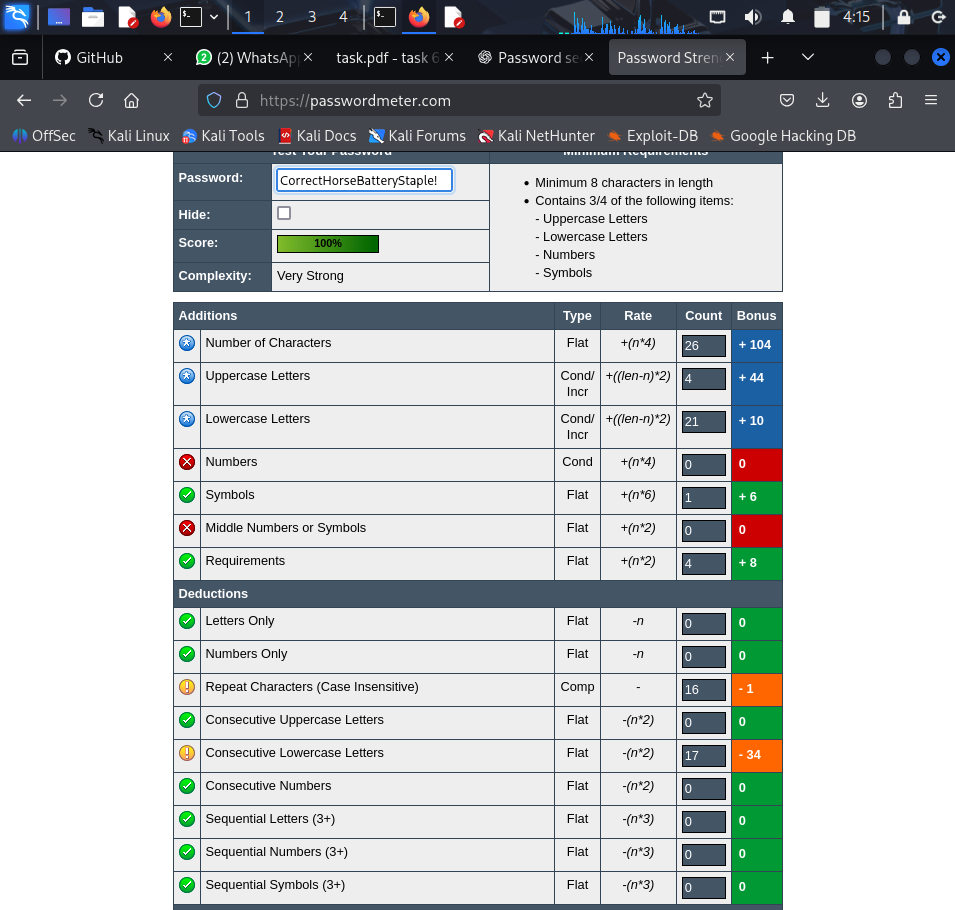 1 2 3 4 4:15
GitHub (2) WhatsAp task.pdf - task 6 Password se Password Stren
https://passwordmeter.com
OffSec Kali Linux Kali Tools Kali Docs Kali Forums Kali NetHunter Exploit-DB Google Hacking DB
Test Your Password Minimum Requirements
Password: CorrectHorseBatteryStaple!
• Minimum 8 characters in length
• Contains 3/4 of the following items:
- Uppercase Letters
- Lowercase Letters
- Numbers
- Symbols
Hide:
Score: 100%
Complexity: Very Strong
Additions Type Rate Count Bonus
Number of Characters Flat +(n*4) 26 + 104
Uppercase Letters Cond/Incr +((len-n)*2) 4 + 44
Lowercase Letters Cond/Incr +((len-n)*2) 21 + 10
Numbers Cond +(n*4) 0 0
Symbols Flat +(n*6) 1 + 6
Middle Numbers or Symbols Flat +(n*2) 0 0
Requirements Flat +(n*2) 4 + 8
Deductions
Letters Only Flat -n 0 0
Numbers Only Flat -n 0 0
Repeat Characters (Case Insensitive) Comp - 16 - 1
Consecutive Uppercase Letters Flat -(n*2) 0 0
Consecutive Lowercase Letters Flat -(n*2) 17 - 34
Consecutive Numbers Flat -(n*2) 0 0
Sequential Letters (3+) Flat -(n*3) 0 0
Sequential Numbers (3+) Flat -(n*3) 0 0
Sequential Symbols (3+) Flat -(n*3) 0 0